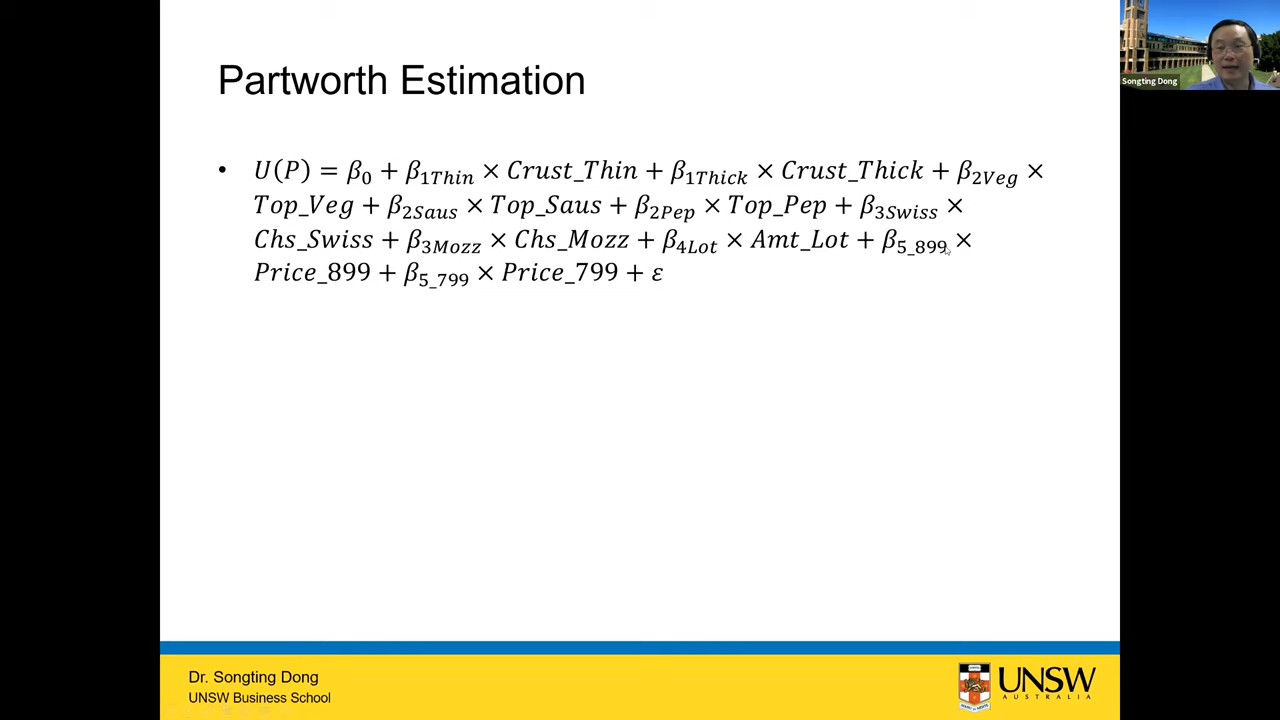 Songting Dong
Partworth Estimation
• U(P) = β₀ + β₁Thin × Crust_Thin + β₁Thick × Crust_Thick + β₂Veg ×
Top_Veg + β₂Saus × Top_Saus + β₂Pep × Top_Pep + β₃Swiss ×
Chs_Swiss + β₃Mozz × Chs_Mozz + β₄Lot × Amt_Lot + β₅_₈₉₉ ×
Price_899 + β₅_₇₉₉ × Price_799 + ε
Dr. Songting Dong
UNSW Business School
UNSW
AUSTRALIA